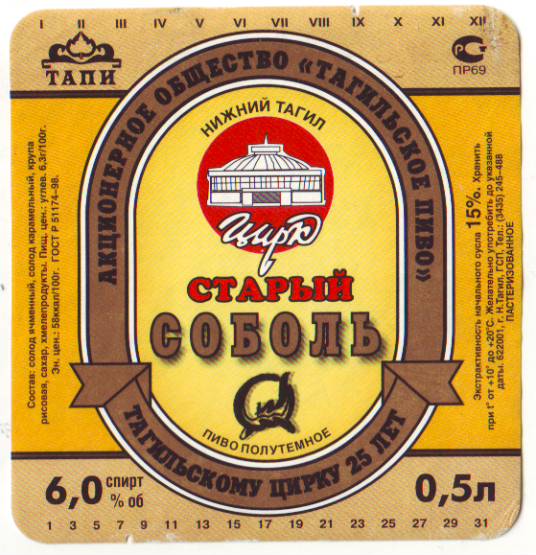 I II III IV V VI VII VIII IX X XI XII
ТАПИ
РС
ПР69
АКЦИОНЕРНОЕ ОБЩЕСТВО «ТАГИЛЬСКОЕ ПИВО»
НИЖНИЙ ТАГИЛ
Цирк
СТАРЫЙ
СОБОЛЬ
ПИВО ПОЛУТЕМНОЕ
ТАГИЛЬСКОМУ ЦИРКУ 25 ЛЕТ
Состав: солод ячменный, солод карамельный, крупа
рисовая, сахар, хмелепродукты. Пищ. цен.: углев. 6,3г/100г.
Эн. цен.: 58ккал/100г. ГОСТ Р 51174-98.
Экстрактивность начального сусла 15%. Хранить
при t° от +10° до +20°С. Желательно употребить до указанной
даты. 622001, г. Н.Тагил, ГСП, Тел.: (3435) 245-488
ПАСТЕРИЗОВАННОЕ
6,0 спирт
% об
0,5л
1 3 5 7 9 11 13 15 17 19 21 23 25 27 29 31